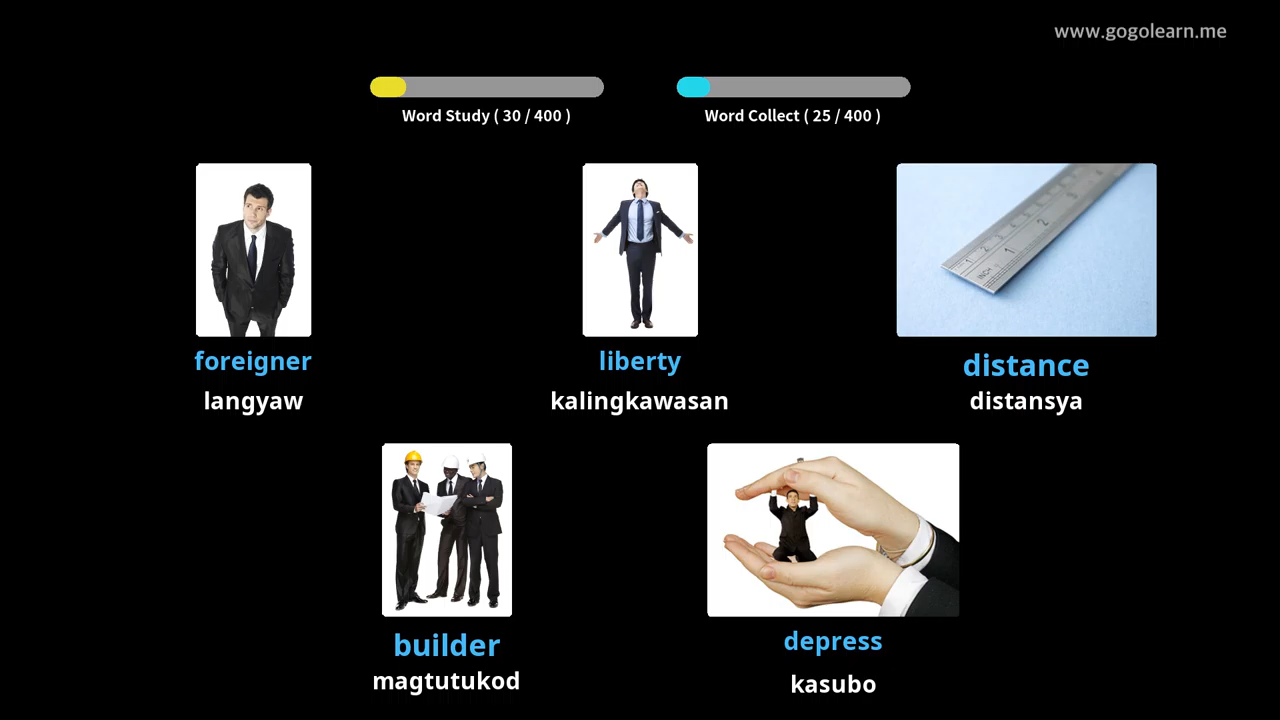 www.gogolearn.me
Word Study ( 30 / 400 )
Word Collect ( 25 / 400 )
foreigner
langyaw
liberty
kalingkawasan
distance
distansya
builder
magtutukod
depress
kasubo